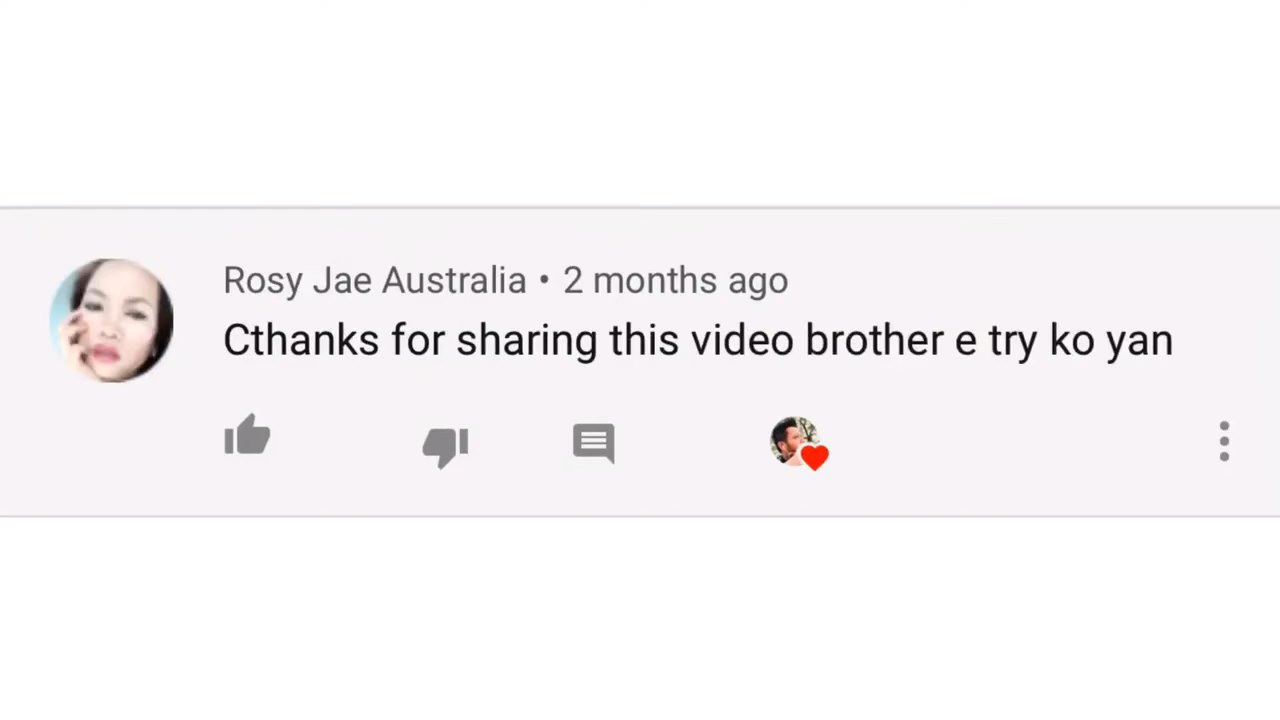 Rosy Jae Australia • 2 months ago
Cthanks for sharing this video brother e try ko yan